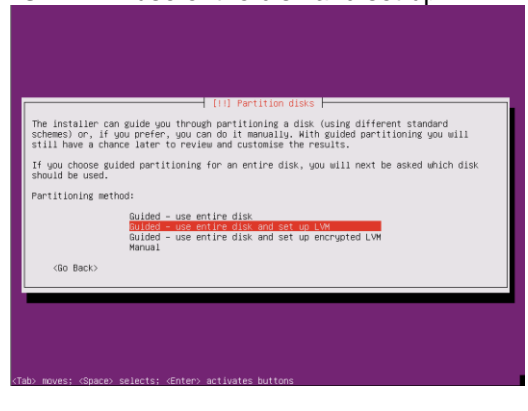 [!!] Partition disks
The installer can guide you through partitioning a disk (using different standard
schemes) or, if you prefer, you can do it manually. With guided partitioning you will
still have a chance later to review and customise the results.
If you choose guided partitioning for an entire disk, you will next be asked which disk
should be used.
Partitioning method:
Guided - use entire disk
Guided - use entire disk and set up LVM
Guided - use entire disk and set up encrypted LVM
Manual
<Go Back>
<Tab> moves; <Space> selects; <Enter> activates buttons